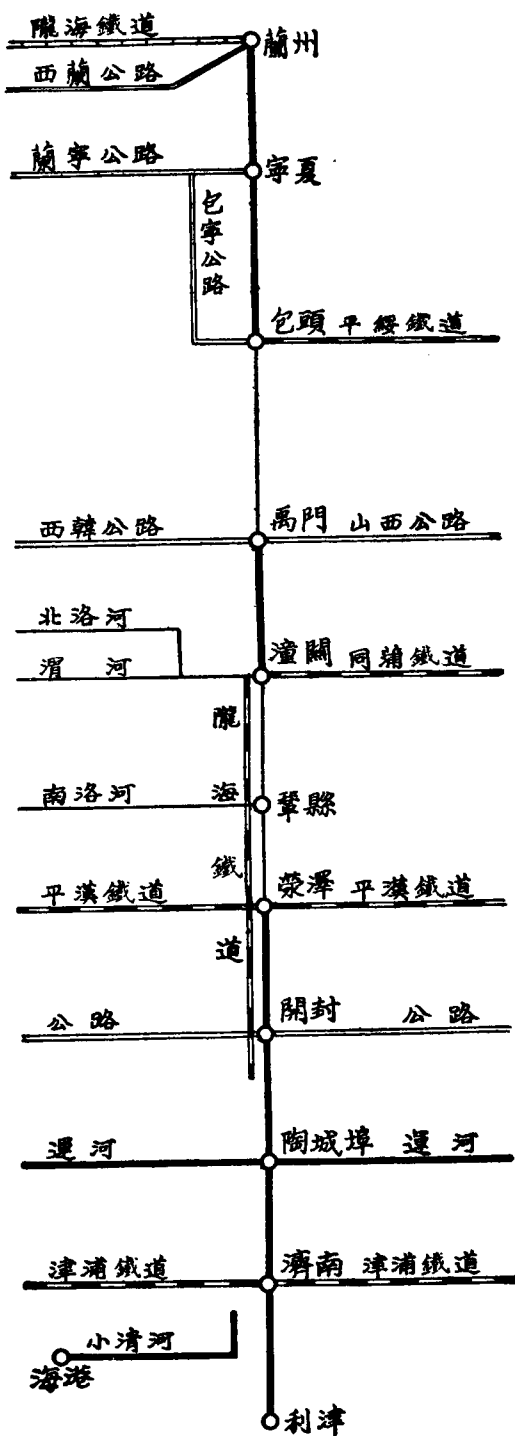 隴海鐵道
蘭州
西蘭公路
蘭寧公路
寧夏
包寧公路
包頭 平綏鐵道
西韓公路
禹門 山西公路
北洛河
渭河
潼關 同蒲鐵道
隴海鐵道
南洛河
鞏縣
平漢鐵道
滎澤 平漢鐵道
公路
開封 公路
運河
陶城埠 運河
津浦鐵道
濟南 津浦鐵道
小清河
海港
利津